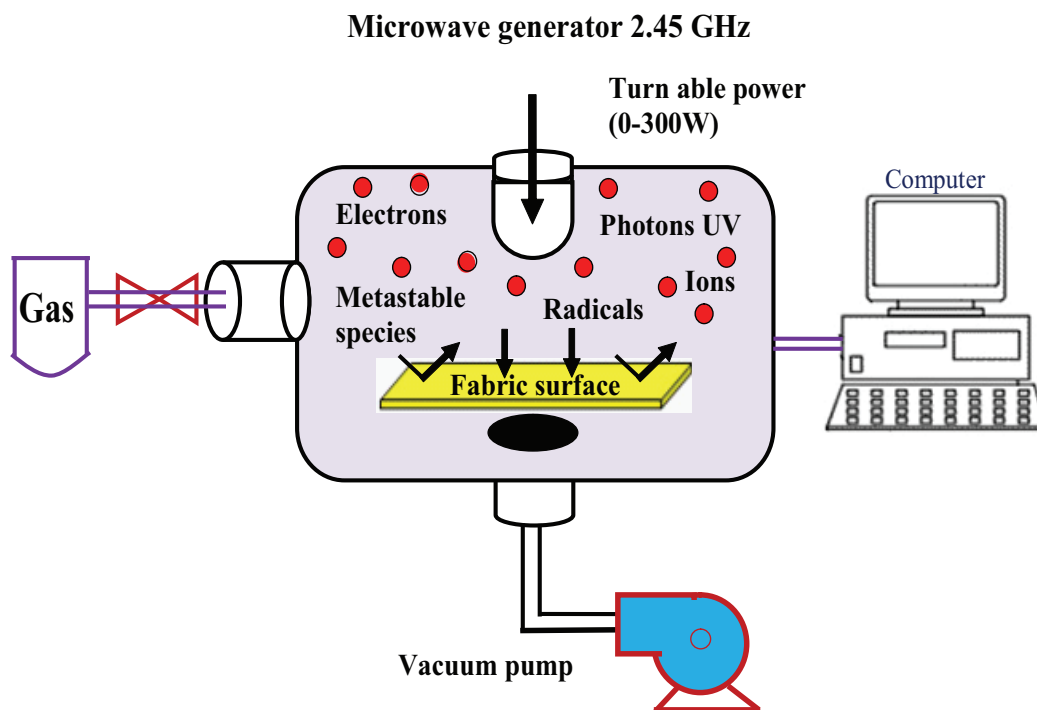 Microwave generator 2.45 GHz
Turn able power
(0-300W)
Computer
Electrons
Photons UV
Gas
Metastable
species
Radicals
Ions
Fabric surface
Vacuum pump